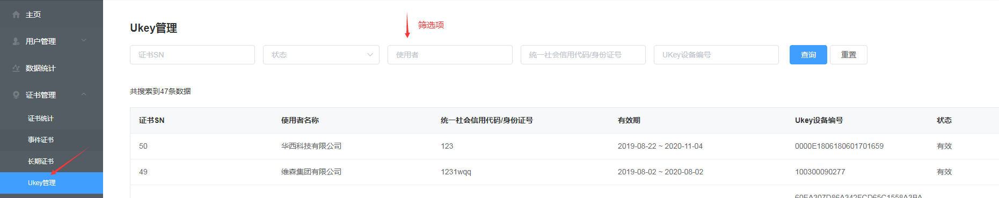 主页
用户管理
数据统计
证书管理
证书统计
事件证书
长期证书
Ukey管理
Ukey管理
筛选项
证书SN 状态 使用者 统一社会信用代码/身份证号 UKey设备编号 查询 重置
共搜索到47条数据
证书SN 使用者名称 统一社会信用代码/身份证号 有效期 Ukey设备编号 状态
50 华西科技有限公司 123 2019-08-22 ~ 2020-11-04 0000E1806180601701659 有效
49 维森集团有限公司 1231wqq 2019-08-02 ~ 2020-08-02 100300090277 有效